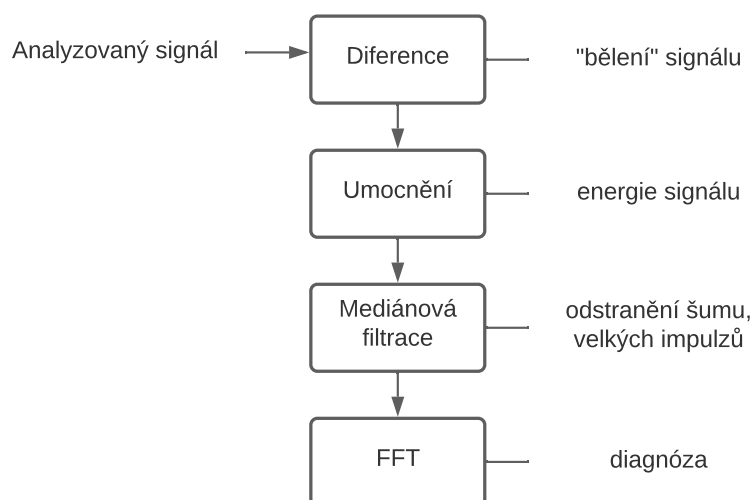 Analyzovaný signál
Diference
"bělení" signálu
Umocnění
energie signálu
Mediánová
filtrace
odstranění šumu,
velkých impulzů
FFT
diagnóza